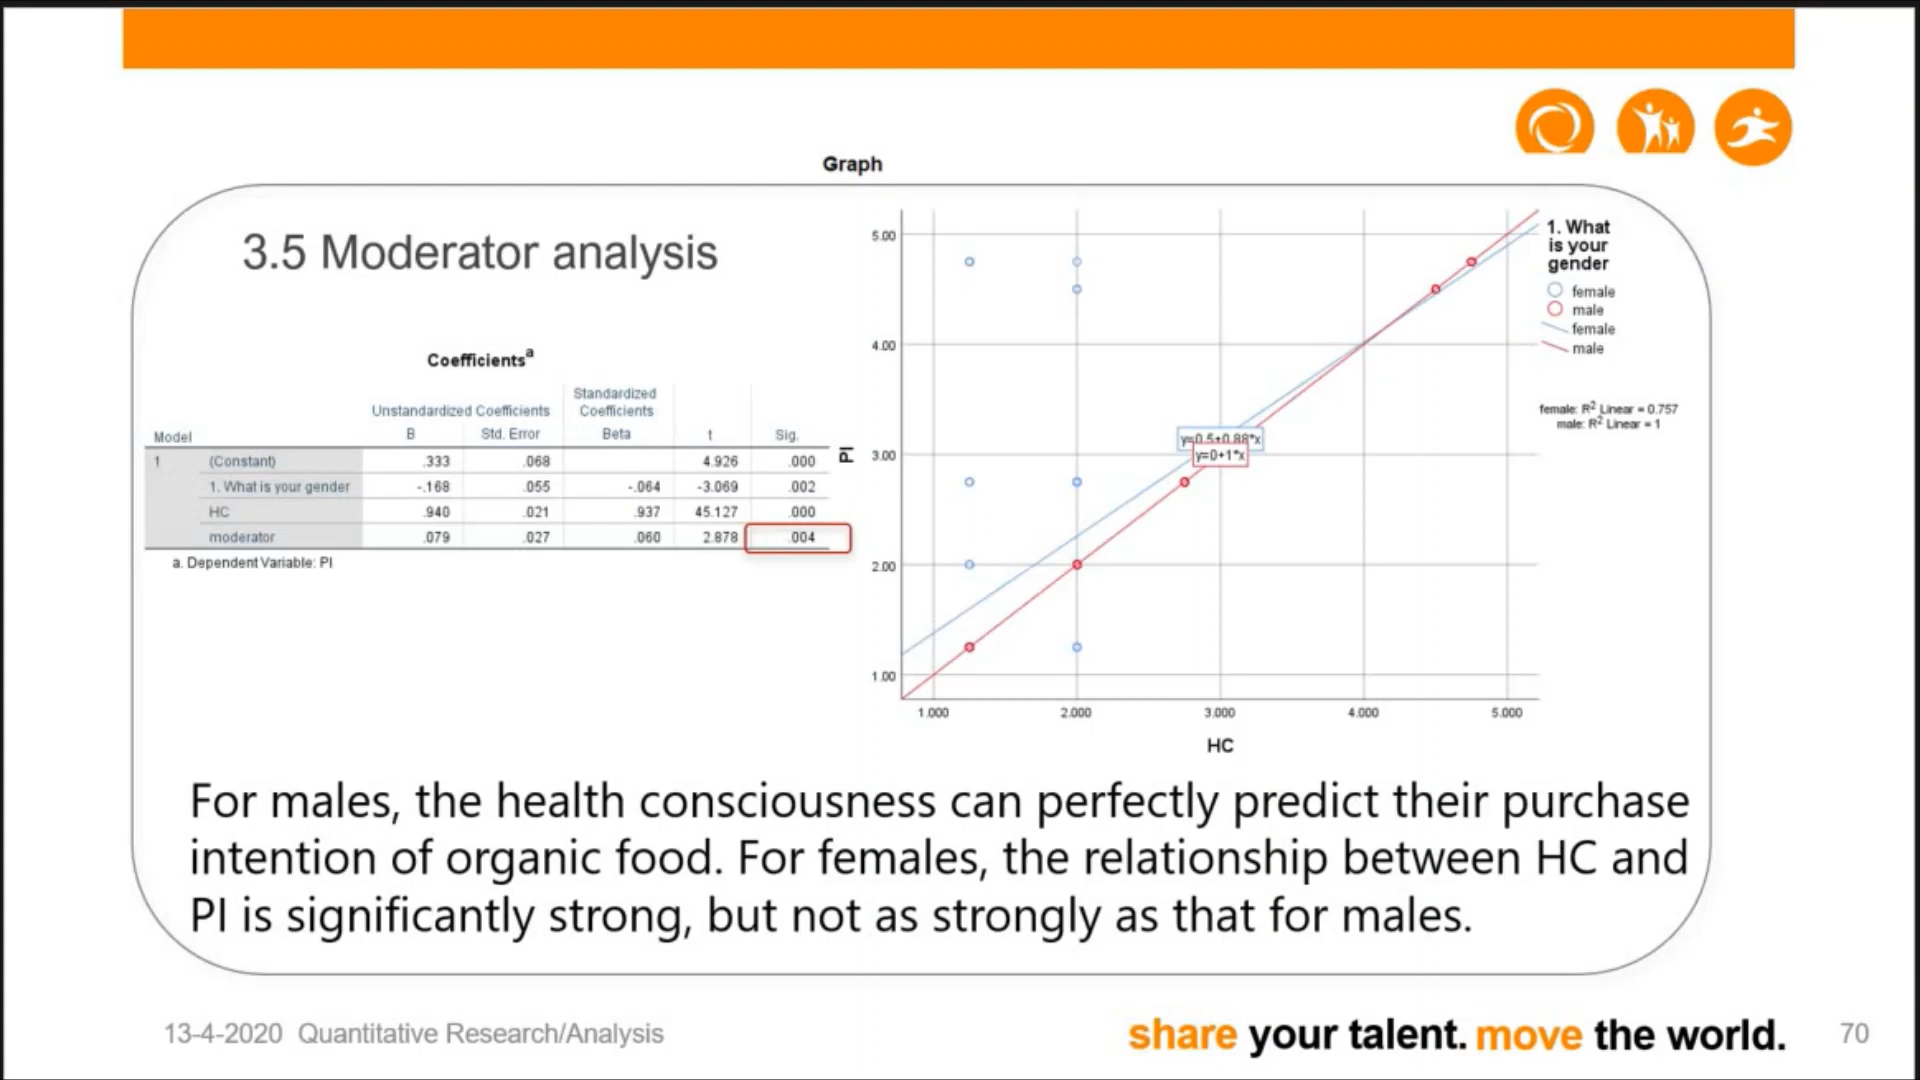 Graph
3.5 Moderator analysis
Coefficientsa
Model Unstandardized Coefficients Standardized Coefficients t Sig.
B Std. Error Beta
1 (Constant) .333 .068 4.926 .000
1. What is your gender -.168 .055 -.064 -3.069 .002
HC .940 .021 .937 45.127 .000
moderator .079 .027 .060 2.878 .004
a. Dependent Variable: PI
PI
5.00
4.00
3.00
2.00
1.00
y=0.5+0.88*x
y=0+1*x
1.000 2.000 3.000 4.000 5.000
HC
1. What
is your
gender
female
male
female
male
female: R2 Linear = 0.757
male: R2 Linear = 1
For males, the health consciousness can perfectly predict their purchase
intention of organic food. For females, the relationship between HC and
PI is significantly strong, but not as strongly as that for males.
13-4-2020 Quantitative Research/Analysis
share your talent. move the world.
70